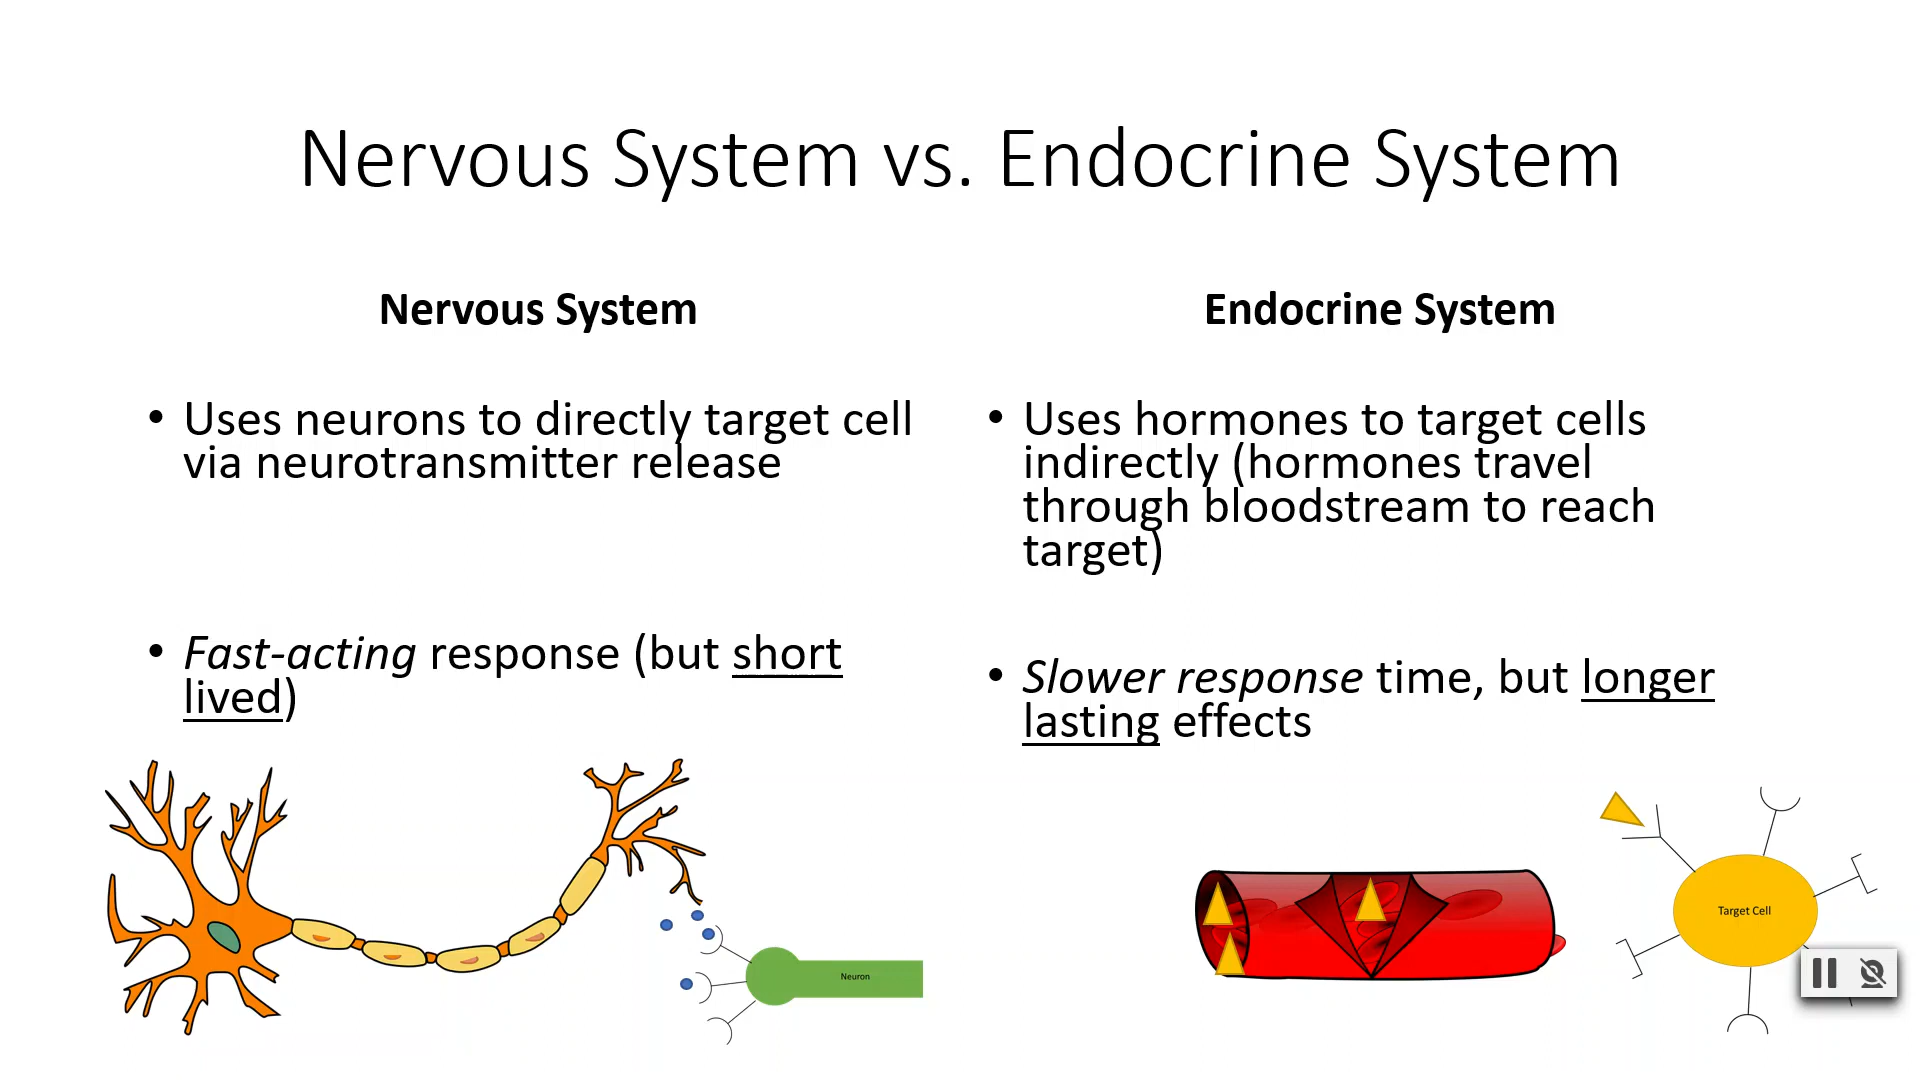 Nervous System vs. Endocrine System
Nervous System
• Uses neurons to directly target cell
via neurotransmitter release
• Fast-acting response (but short
lived)
Endocrine System
• Uses hormones to target cells
indirectly (hormones travel
through bloodstream to reach
target)
• Slower response time, but longer
lasting effects
Neuron
Target Cell